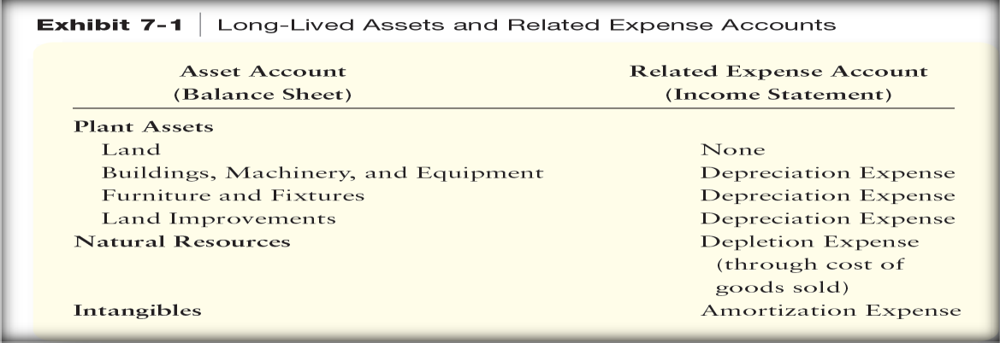 Exhibit 7-1 | Long-Lived Assets and Related Expense Accounts
Asset Account Related Expense Account
(Balance Sheet) (Income Statement)
Plant Assets
Land None
Buildings, Machinery, and Equipment Depreciation Expense
Furniture and Fixtures Depreciation Expense
Land Improvements Depreciation Expense
Natural Resources Depletion Expense
(through cost of
goods sold)
Intangibles Amortization Expense